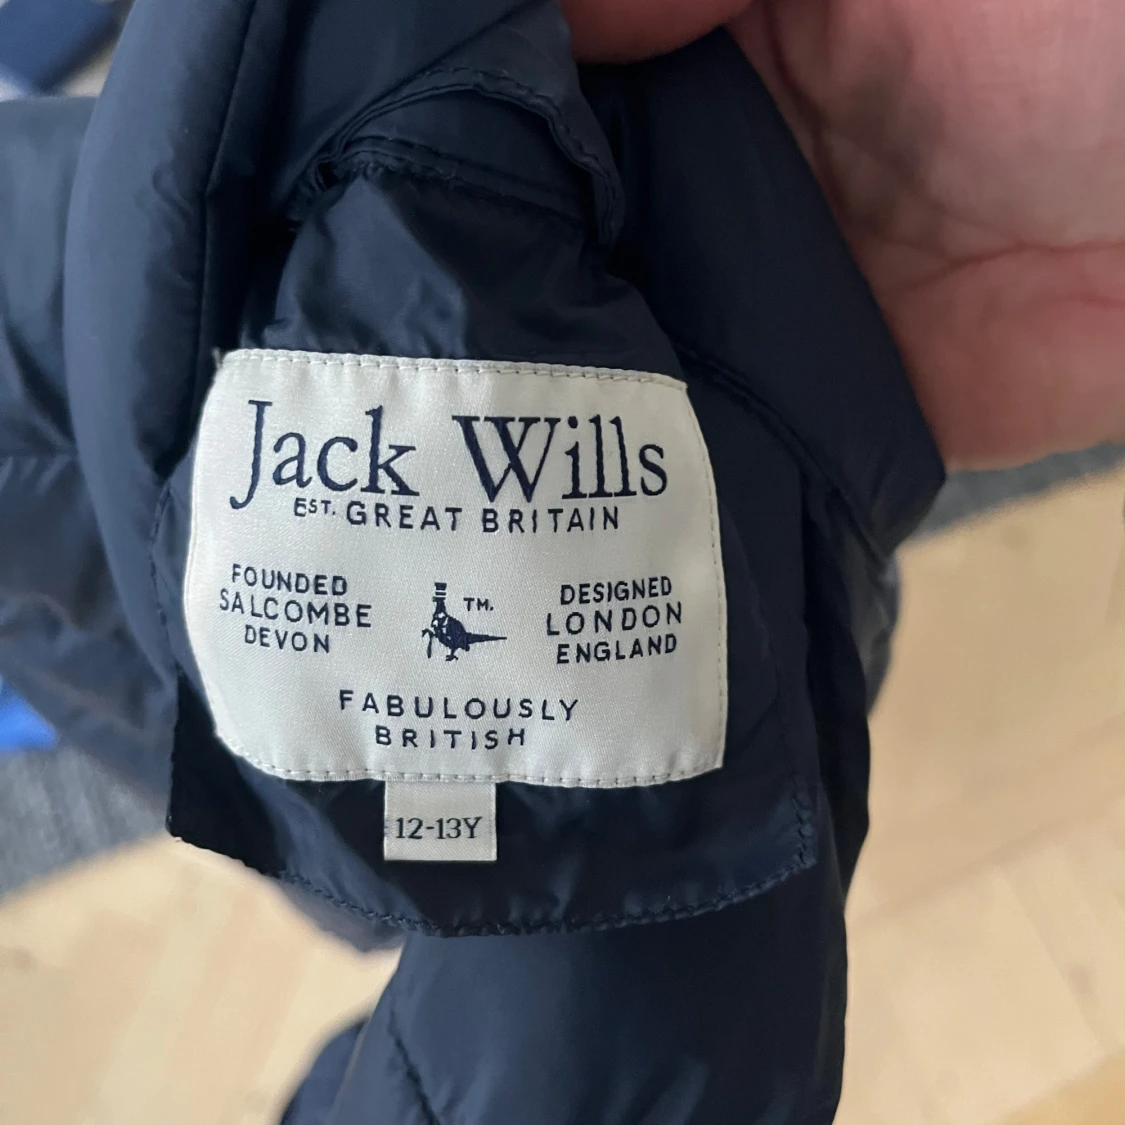 Jack Wills
EST. GREAT BRITAIN
FOUNDED
SALCOMBE
DEVON
TM.
DESIGNED
LONDON
ENGLAND
FABULOUSLY
BRITISH
12-13Y